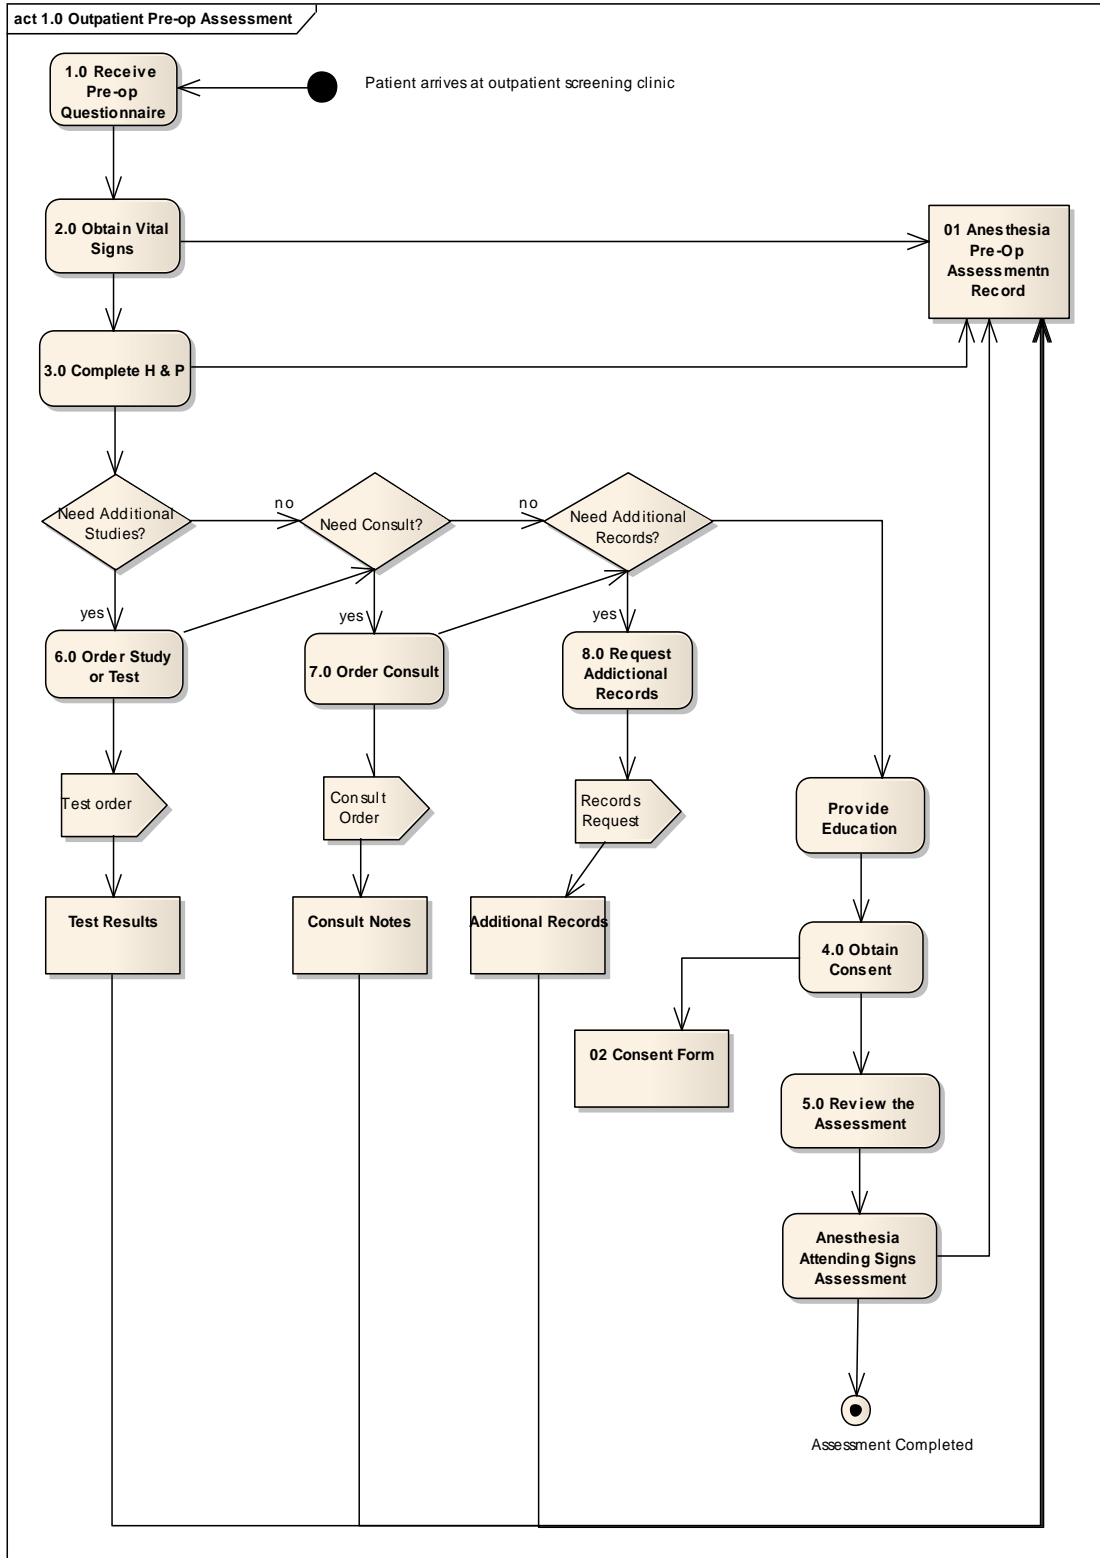 act 1.0 Outpatient Pre-op Assessment
1.0 Receive
Pre-op
Questionnaire
Patient arrives at outpatient screening clinic
2.0 Obtain Vital
Signs
01 Anesthesia
Pre-Op
Assessmentn
Record
3.0 Complete H & P
Need Additional
Studies?
no
Need Consult?
no
Need Additional
Records?
yes
yes
yes
6.0 Order Study
or Test
7.0 Order Consult
8.0 Request
Addictional
Records
Test order
Consult
Order
Records
Request
Provide
Education
Test Results
Consult Notes
Additional Records
4.0 Obtain
Consent
02 Consent Form
5.0 Review the
Assessment
Anesthesia
Attending Signs
Assessment
Assessment Completed